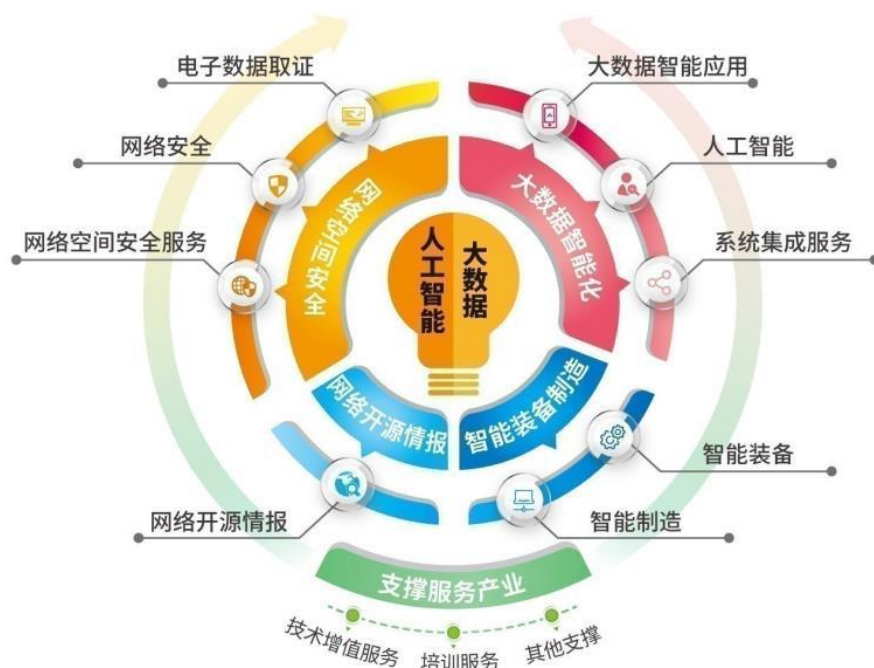 电子数据取证
大数据智能应用
网络安全
人工智能
网络空间安全服务
系统集成服务
网络空间安全
大数据智能化
人工智能
大数据
网络开源情报
智能装备制造
智能装备
网络开源情报
智能制造
支撑服务产业
技术增值服务
培训服务
其他支撑